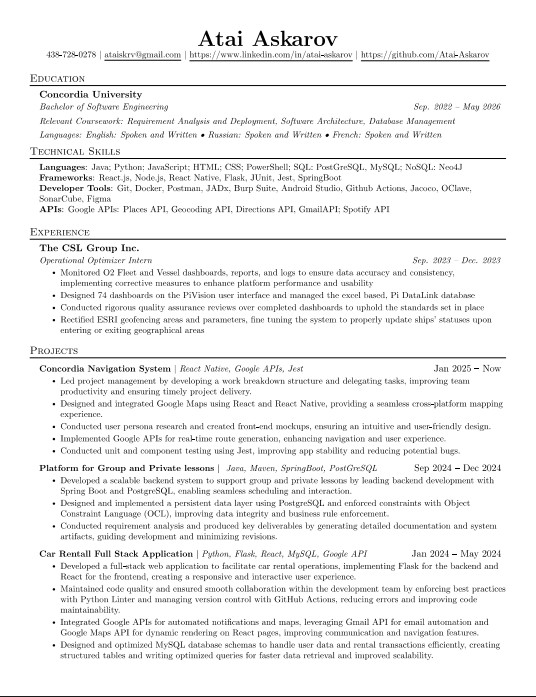 Atai Askarov
438-728-0278 | ataiskrv@gmail.com | https://www.linkedin.com/in/atai-askarov | https://github.com/Atai-Askarov
Education
Concordia University
Bachelor of Software Engineering Sep. 2022 – May 2026
Relevant Coursework: Requirement Analysis and Deployment, Software Architecture, Database Management
Languages: English: Spoken and Written • Russian: Spoken and Written • French: Spoken and Written
Technical Skills
Languages: Java; Python; JavaScript; HTML; CSS; PowerShell; SQL: PostGreSQL, MySQL; NoSQL: Neo4J
Frameworks: React.js, Node.js, React Native, Flask, JUnit, Jest, SpringBoot
Developer Tools: Git, Docker, Postman, JADx, Burp Suite, Android Studio, Github Actions, Jacoco, OClave,
SonarCube, Figma
APIs: Google APIs: Places API, Geocoding API, Directions API, GmailAPI; Spotify API
Experience
The CSL Group Inc.
Operational Optimizer Intern Sep. 2023 – Dec. 2023
• Monitored O2 Fleet and Vessel dashboards, reports, and logs to ensure data accuracy and consistency,
implementing corrective measures to enhance platform performance and usability
• Designed 74 dashboards on the PiVision user interface and managed the excel based, Pi DataLink database
• Conducted rigorous quality assurance reviews over completed dashboards to uphold the standards set in place
• Rectified ESRI geofencing areas and parameters, fine tuning the system to properly update ships' statuses upon
entering or exiting geographical areas
Projects
Concordia Navigation System | React Native, Google APIs, Jest Jan 2025 – Now
• Led project management by developing a work breakdown structure and delegating tasks, improving team
productivity and ensuring timely project delivery.
• Designed and integrated Google Maps using React and React Native, providing a seamless cross-platform mapping
experience.
• Conducted user persona research and created front-end mockups, ensuring an intuitive and user-friendly design.
• Implemented Google APIs for real-time route generation, enhancing navigation and user experience.
• Conducted unit and component testing using Jest, improving app stability and reducing potential bugs.
Platform for Group and Private lessons | Java, Maven, SpringBoot, PostGreSQL Sep 2024 – Dec 2024
• Developed a scalable backend system to support group and private lessons by leading backend development with
Spring Boot and PostgreSQL, enabling seamless scheduling and interaction.
• Designed and implemented a persistent data layer using PostgreSQL and enforced constraints with Object
Constraint Language (OCL), improving data integrity and business rule enforcement.
• Conducted requirement analysis and produced key deliverables by generating detailed documentation and system
artifacts, guiding development and minimizing revisions.
Car Rentall Full Stack Application | Python, Flask, React, MySQL, Google API Jan 2024 – May 2024
• Developed a full-stack web application to facilitate car rental operations, implementing Flask for the backend and
React for the frontend, creating a responsive and interactive user experience.
• Maintained code quality and ensured smooth collaboration within the development team by enforcing best practices
with Python Linter and managing version control with GitHub Actions, reducing errors and improving code
maintainability.
• Integrated Google APIs for automated notifications and maps, leveraging Gmail API for email automation and
Google Maps API for dynamic rendering on React pages, improving communication and navigation features.
• Designed and optimized MySQL database schemas to handle user data and rental transactions efficiently, creating
structured tables and writing optimized queries for faster data retrieval and improved scalability.